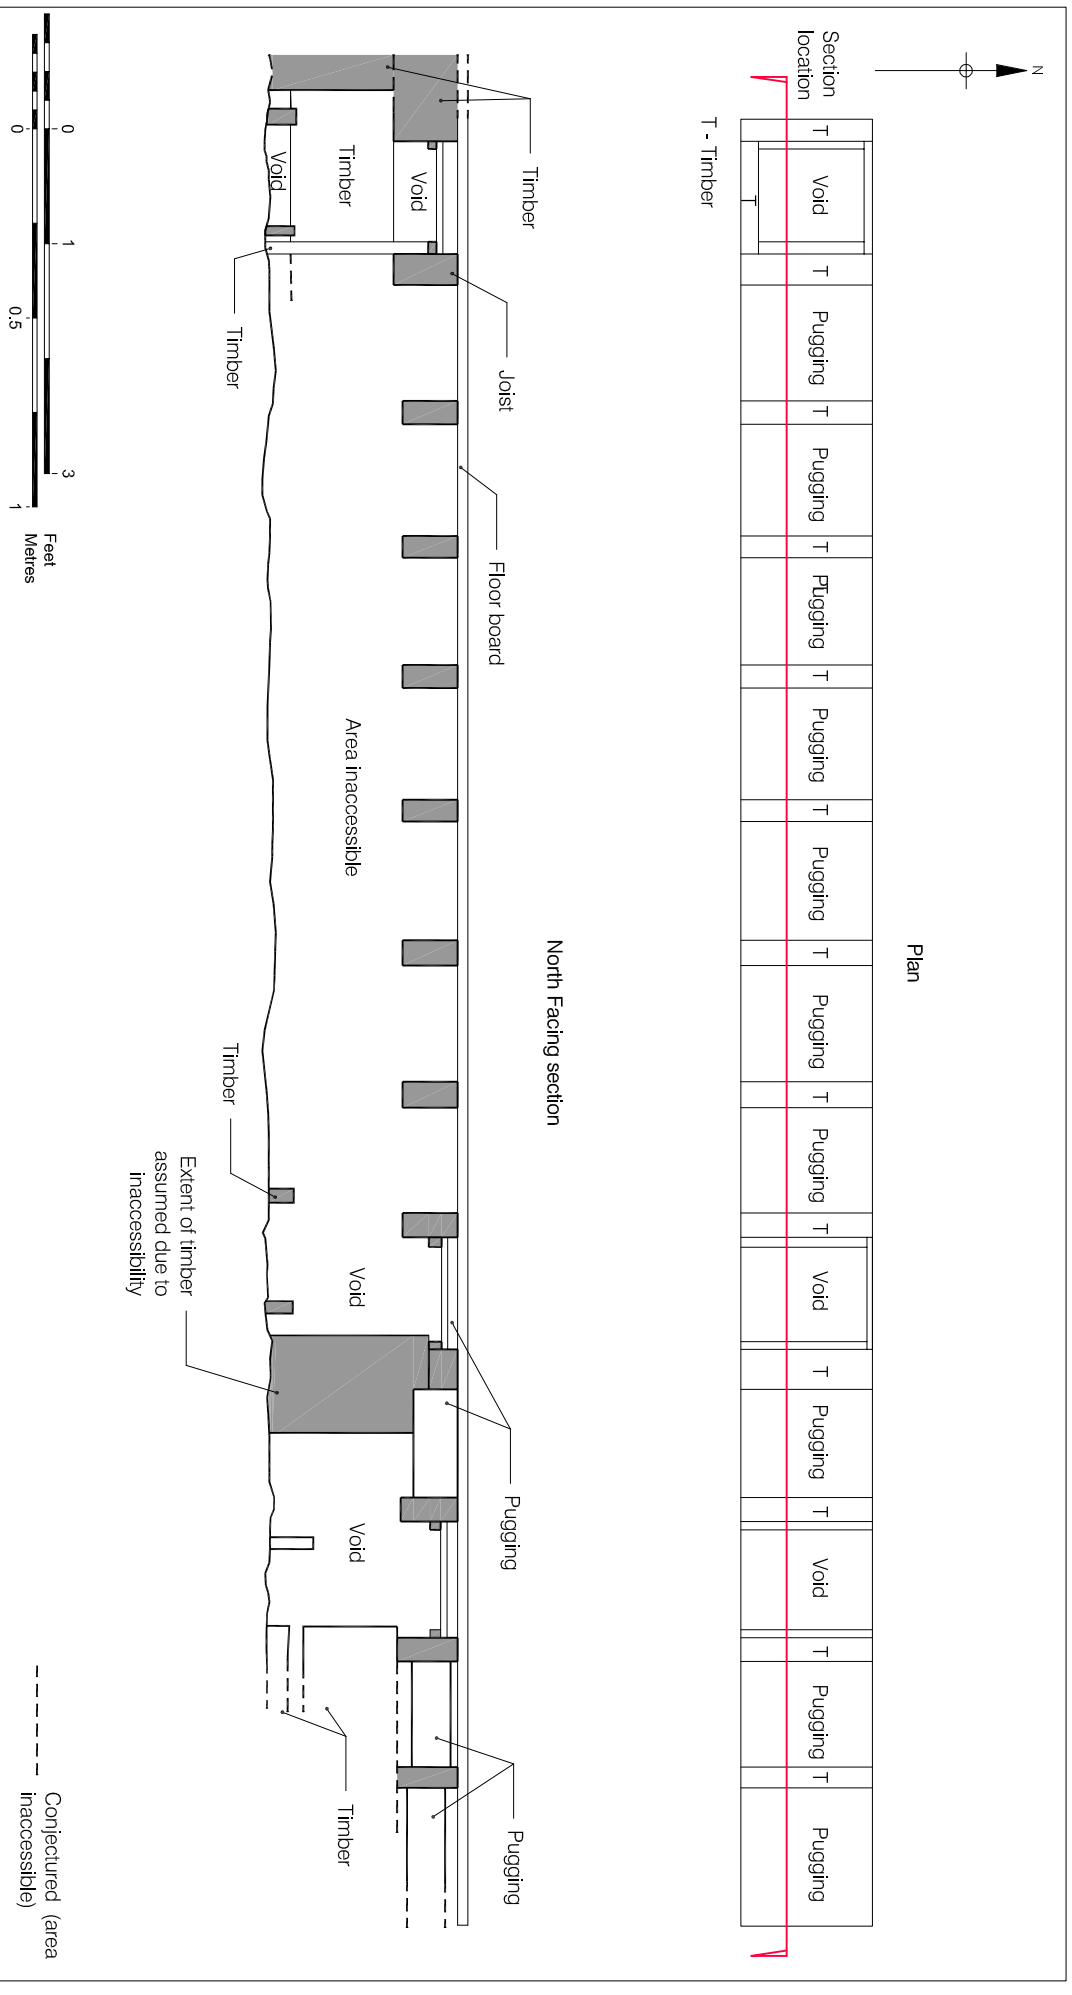 N
Section
location
T
Void
T
T
Pugging
T
Pugging
T
Pugging
T
T
Pugging
T
Pugging
T
Pugging
T
Pugging
T
Void
T
Pugging
T
Void
T
Pugging
T
Pugging
T - Timber
Plan
North Facing section
Timber
Joist
Floor board
Pugging
Pugging
Void
Timber
Void
Timber
Area inaccessible
Void
Void
Timber
Timber
Extent of timber
assumed due to
inaccessibility
0
1
3
Feet
0
0.5
1
Metres
Conjectured (area
inaccessible)